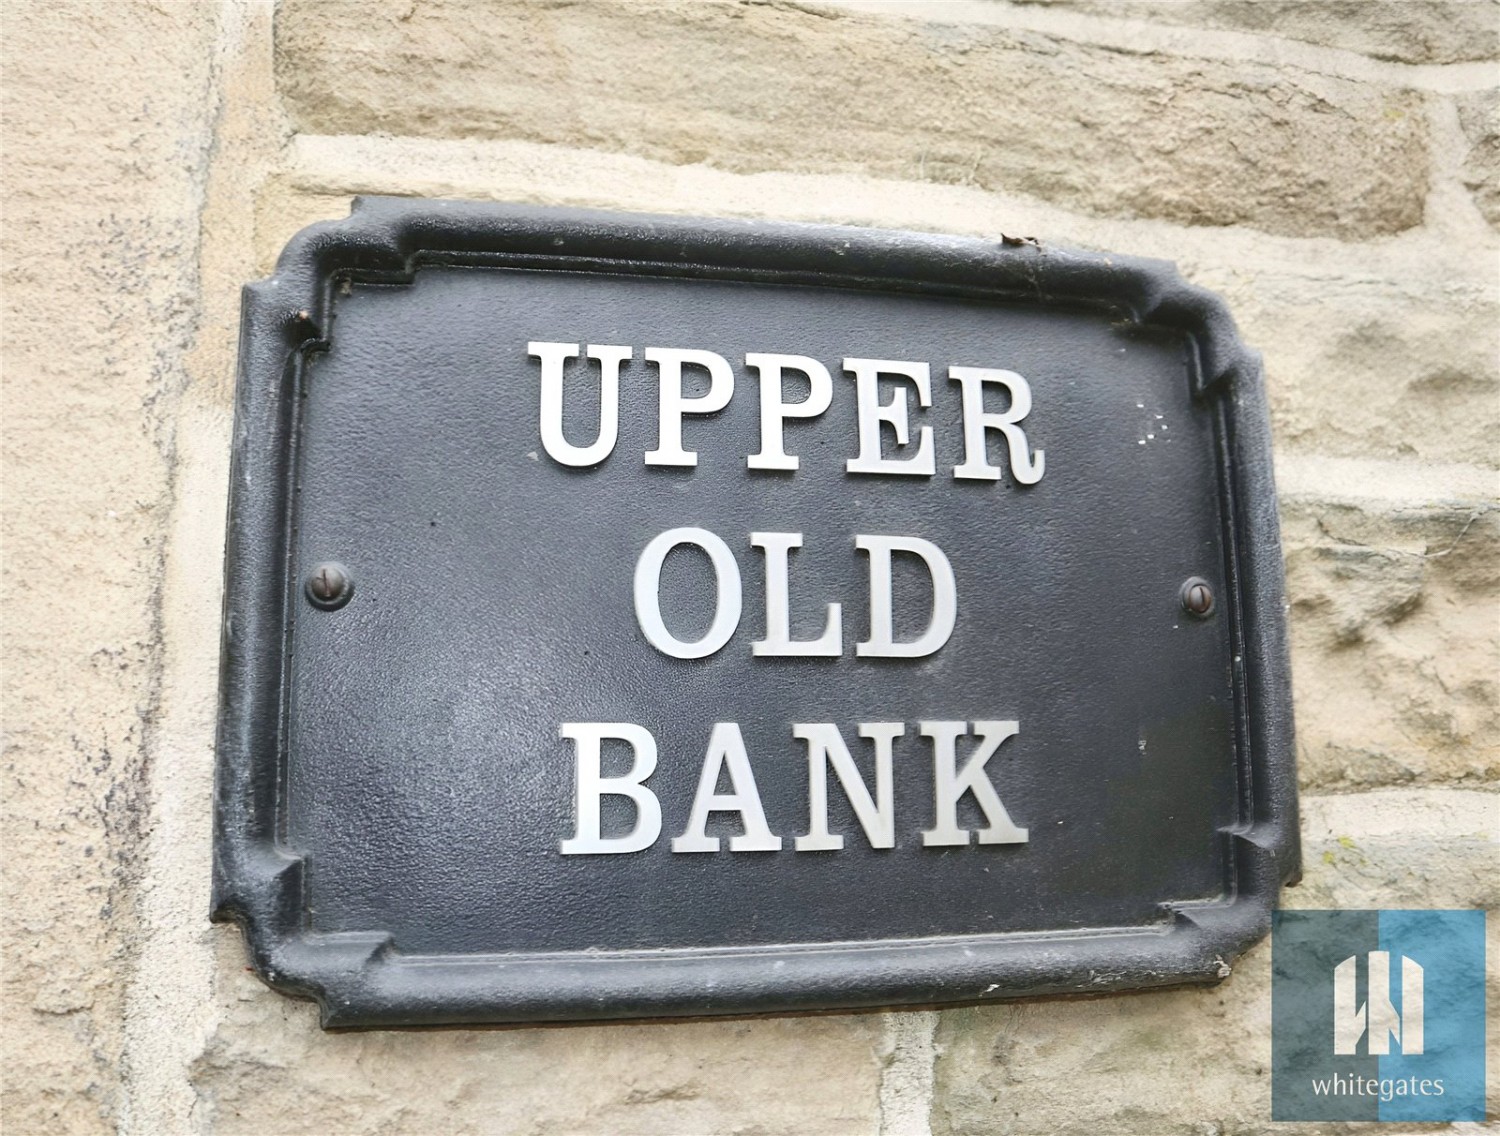 UPPER
OLD
BANK
whitegates